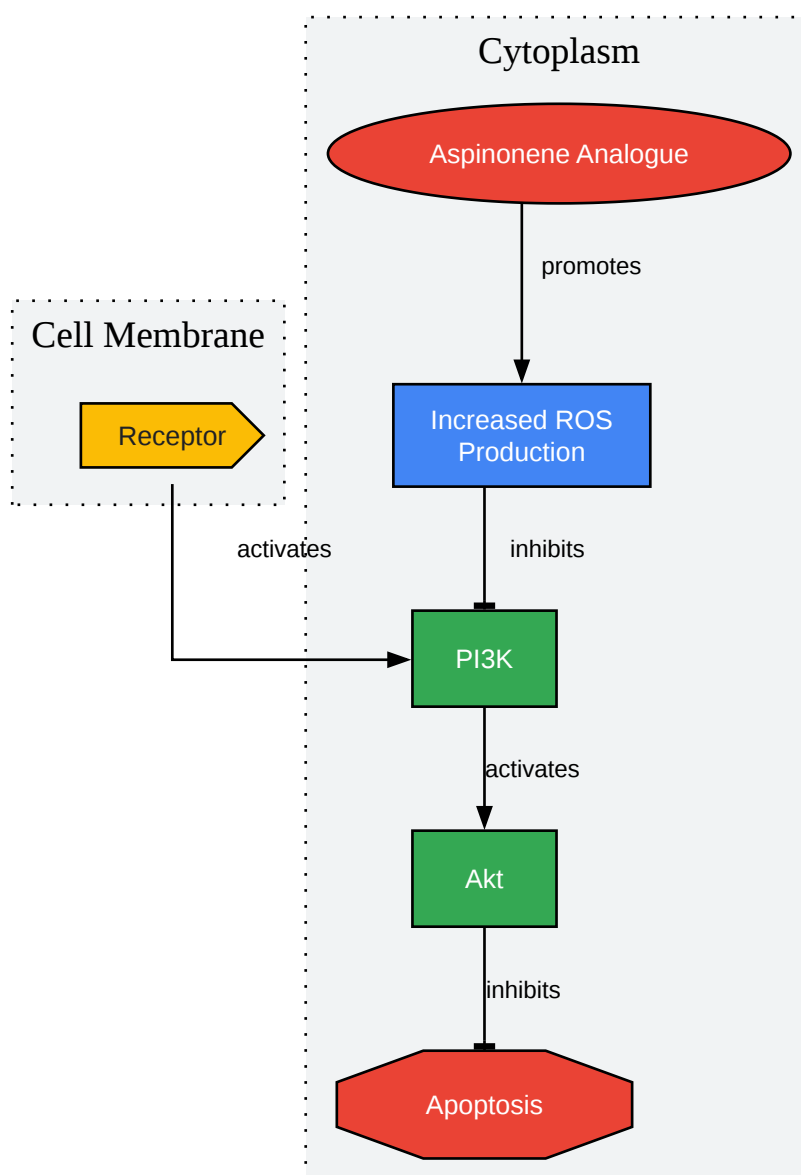 Cytoplasm
Aspinonene Analogue
promotes
Cell Membrane
Receptor
Increased ROS
Production
activates
inhibits
PI3K
activates
Akt
inhibits
Apoptosis